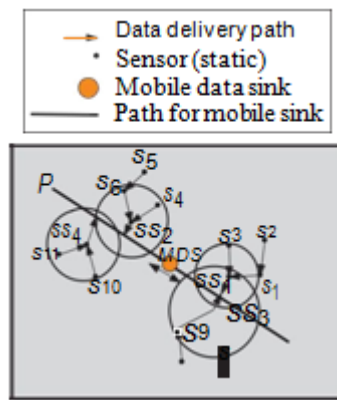 Data delivery path
Sensor (static)
Mobile data sink
Path for mobile sink
S5
P
S6
S4
SS2
SS4
S11
S10
MDS
S3
S2
S1
SS1
SS3
S9
s